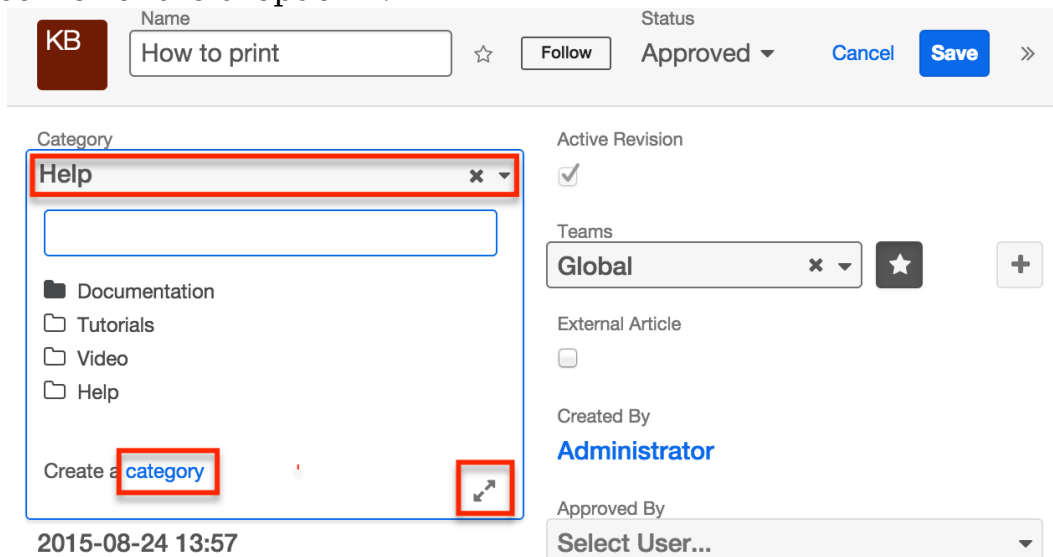 Name
Status
KB
How to print
Follow
Approved
Cancel
Save
Category
Active Revision
Help
Teams
Global
Documentation
Tutorials
External Article
Video
Help
Created By
Administrator
Create a category
Approved By
2015-08-24 13:57
Select User...